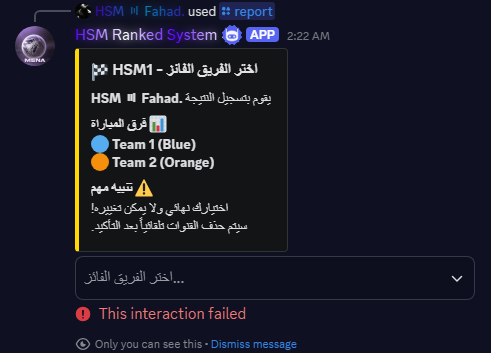 HSM Fahad. used report
MENA
HSM Ranked System APP 2:22 AM
HSM1 - اختر الفريق الفائز
HSM Fahad. يقوم بتسجيل النتيجة
فرق المباراة
Team 1 (Blue)
Team 2 (Orange)
تنبيه مهم
اختيارك نهائي ولا يمكن تغييره!
سيتم حذف القنوات تلقائياً بعد التأكيد.
اختر الفريق الفائز...
This interaction failed
Only you can see this • Dismiss message